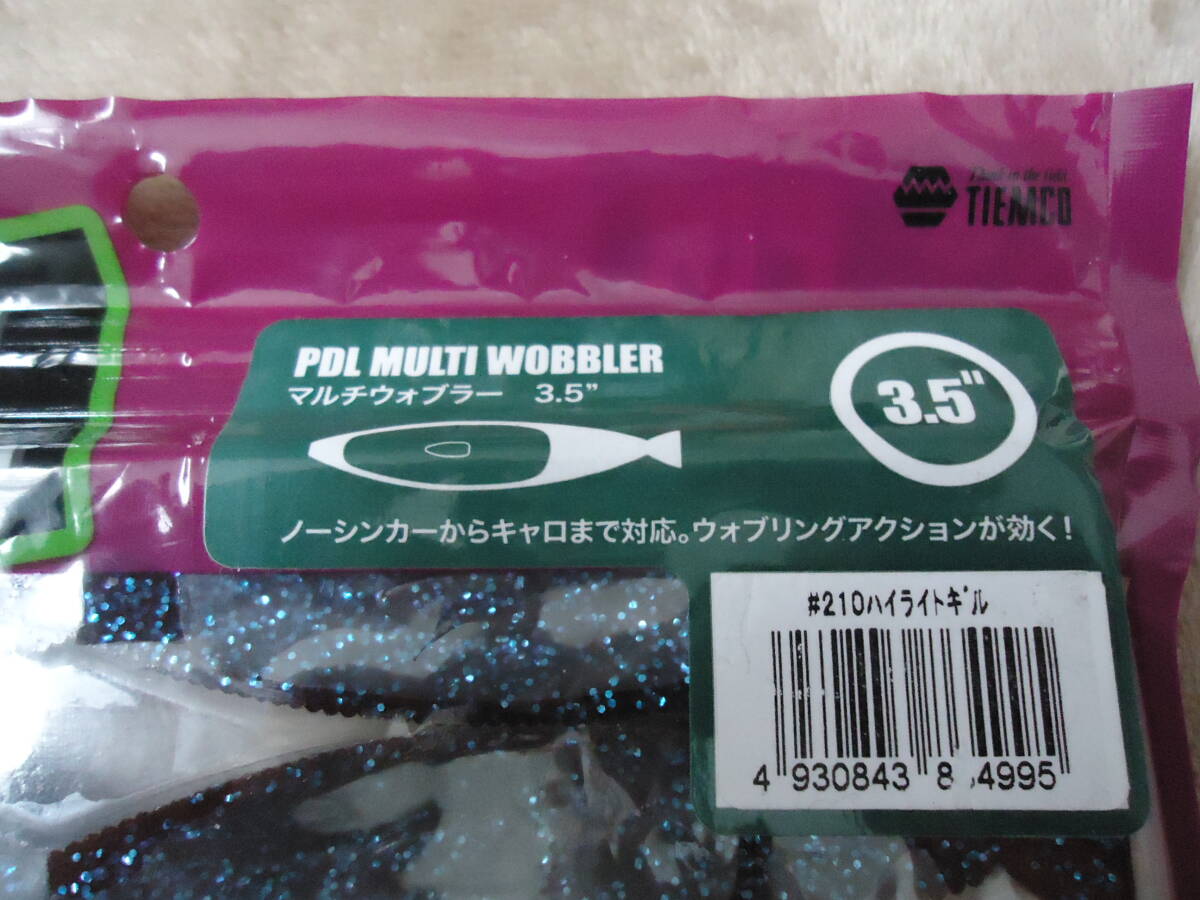 TIEMCO
PDL MULTI WOBBLER
マルチウォブラー 3.5”
3.5"
ノーシンカーからキャロまで対応。ウォブリングアクションが効く!
#210ハイライトギル
4 930843 8 4995